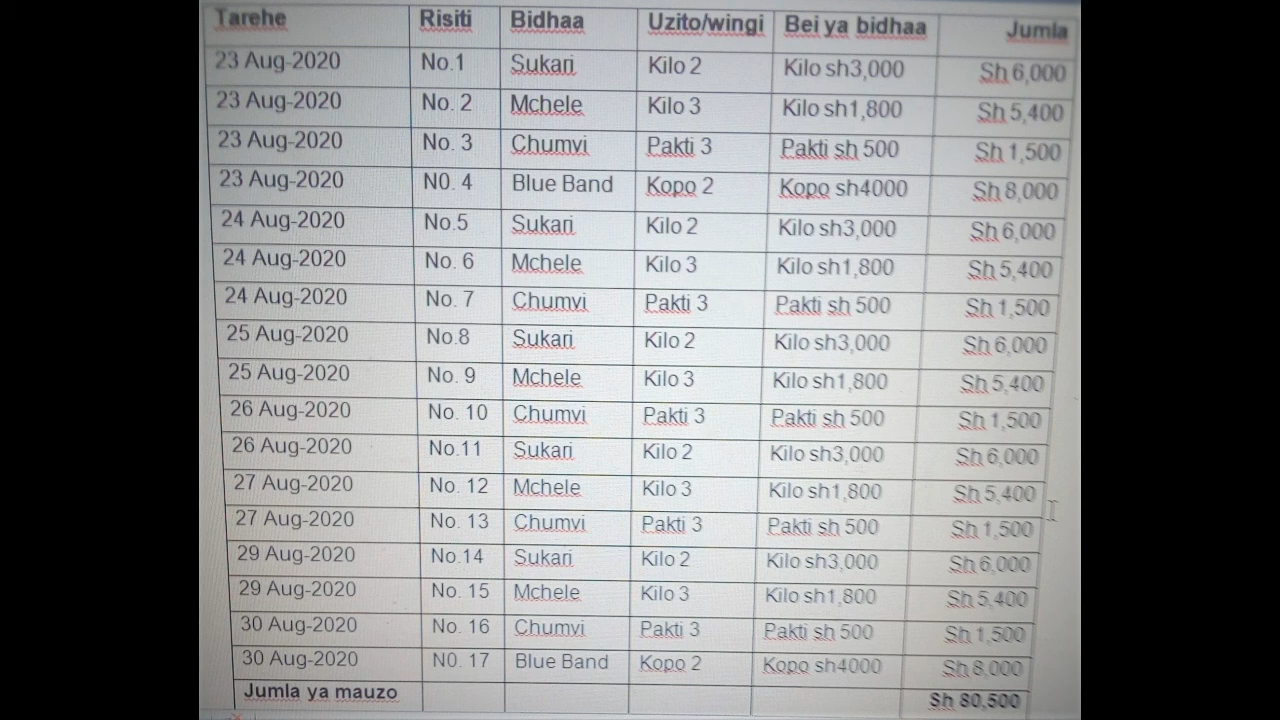 Tarehe Risiti Bidhaa Uzito/wingi Bei ya bidhaa Jumla
23 Aug-2020 No.1 Sukari Kilo 2 Kilo sh3,000 Sh 6,000
23 Aug-2020 No. 2 Mchele Kilo 3 Kilo sh1,800 Sh 5,400
23 Aug-2020 No. 3 Chumvi Pakti 3 Pakti sh 500 Sh 1,500
23 Aug-2020 N0. 4 Blue Band Kopo 2 Kopo sh4000 Sh 8,000
24 Aug-2020 No.5 Sukari Kilo 2 Kilo sh3,000 Sh 6,000
24 Aug-2020 No. 6 Mchele Kilo 3 Kilo sh1,800 Sh 5,400
24 Aug-2020 No. 7 Chumvi Pakti 3 Pakti sh 500 Sh 1,500
25 Aug-2020 No.8 Sukari Kilo 2 Kilo sh3,000 Sh 6,000
25 Aug-2020 No. 9 Mchele Kilo 3 Kilo sh1,800 Sh 5,400
26 Aug-2020 No. 10 Chumvi Pakti 3 Pakti sh 500 Sh 1,500
26 Aug-2020 No.11 Sukari Kilo 2 Kilo sh3,000 Sh 6,000
27 Aug-2020 No. 12 Mchele Kilo 3 Kilo sh1,800 Sh 5,400
27 Aug-2020 No. 13 Chumvi Pakti 3 Pakti sh 500 Sh 1,500
29 Aug-2020 No.14 Sukari Kilo 2 Kilo sh3,000 Sh 6,000
29 Aug-2020 No. 15 Mchele Kilo 3 Kilo sh1,800 Sh 5,400
30 Aug-2020 No. 16 Chumvi Pakti 3 Pakti sh 500 Sh 1,500
30 Aug-2020 N0. 17 Blue Band Kopo 2 Kopo sh4000 Sh 8,000
Jumla ya mauzo Sh 80,500